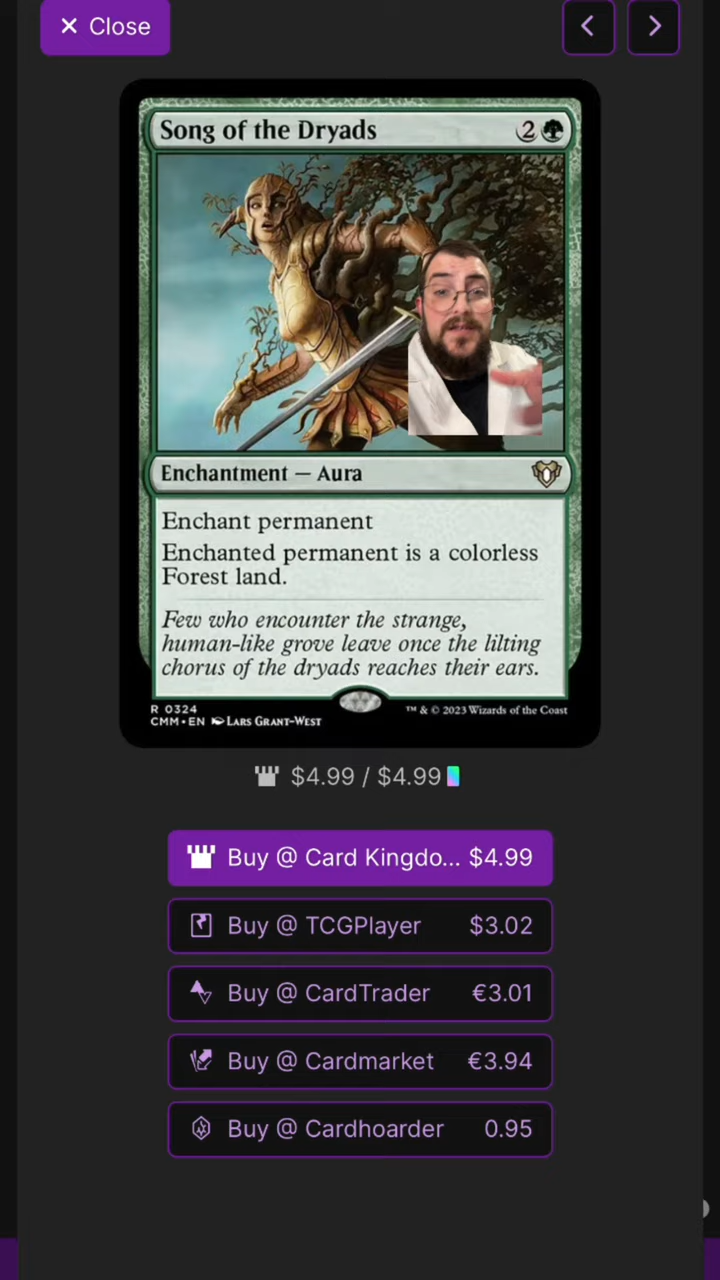 × Close
Song of the Dryads 2
Enchantment — Aura
Enchant permanent
Enchanted permanent is a colorless
Forest land.
Few who encounter the strange,
human-like grove leave once the lilting
chorus of the dryads reaches their ears.
R 0324
CMM • EN Lars Grant-West
™ & © 2023 Wizards of the Coast
$4.99 / $4.99
Buy @ Card Kingdo... $4.99
Buy @ TCGPlayer $3.02
Buy @ CardTrader €3.01
Buy @ Cardmarket €3.94
Buy @ Cardhoarder 0.95